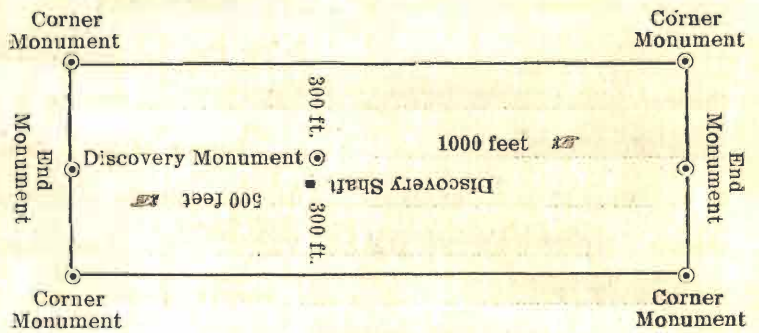 Corner
Monument
Corner
Monument
300 ft.
1000 feet
End
Monument
Discovery Monument
End
Monument
Discovery Shaft
500 feet
300 ft.
Corner
Monument
Corner
Monument